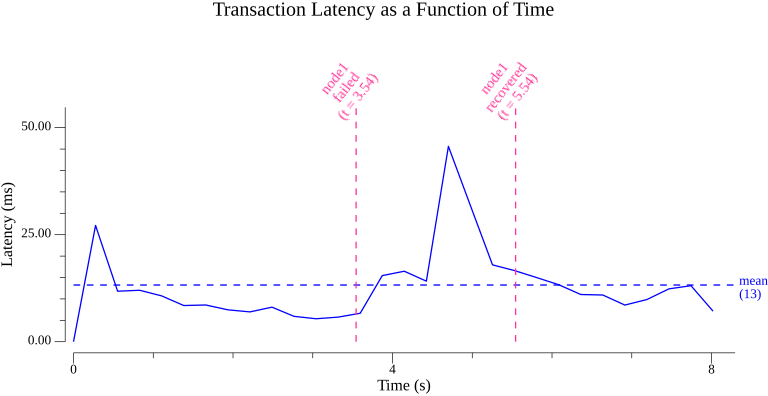 Transaction Latency as a Function of Time
node1
failed
(t = 3.54)
node1
recovered
(t = 5.54)
50.00
25.00
0.00
Latency (ms)
mean
(13)
0
4
8
Time (s)